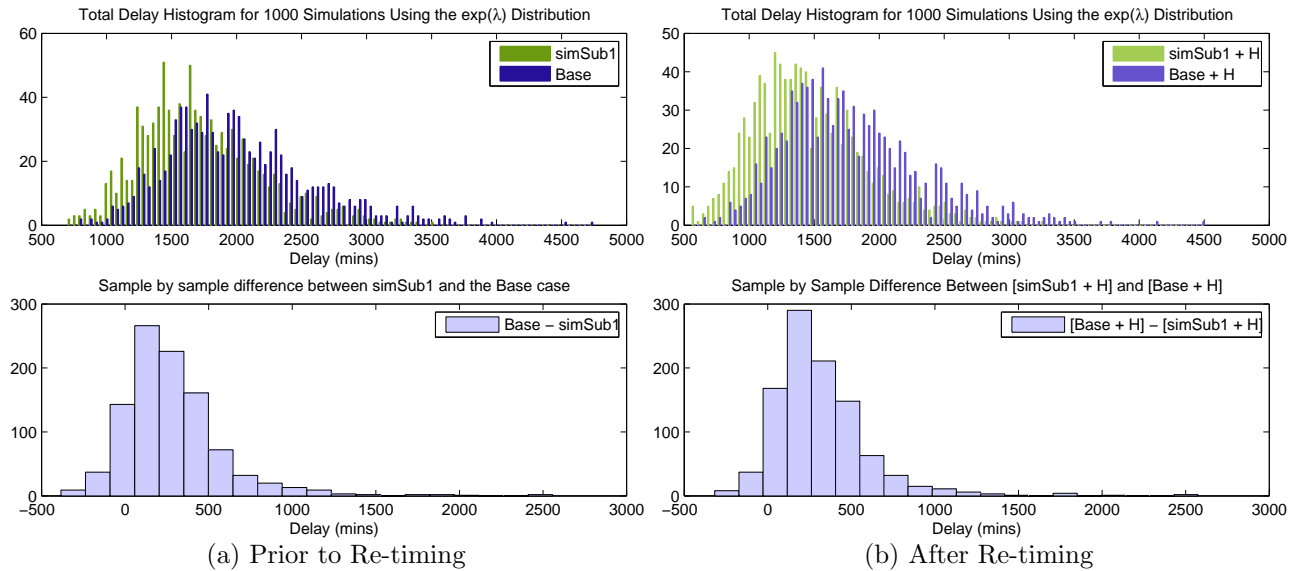 Total Delay Histogram for 1000 Simulations Using the exp(λ) Distribution
60
40
20
0
simSub1
Base
500 1000 1500 2000 2500 3000 3500 4000 4500 5000
Delay (mins)
Sample by sample difference between simSub1 and the Base case
300
200
100
0
Base − simSub1
−500 0 500 1000 1500 2000 2500 3000
Delay (mins)
(a) Prior to Re-timing
Total Delay Histogram for 1000 Simulations Using the exp(λ) Distribution
50
40
30
20
10
0
simSub1 + H
Base + H
500 1000 1500 2000 2500 3000 3500 4000 4500 5000
Delay (mins)
Sample by Sample Difference Between [simSub1 + H] and [Base + H]
300
200
100
0
[Base + H] − [simSub1 + H]
−500 0 500 1000 1500 2000 2500 3000
Delay (mins)
(b) After Re-timing